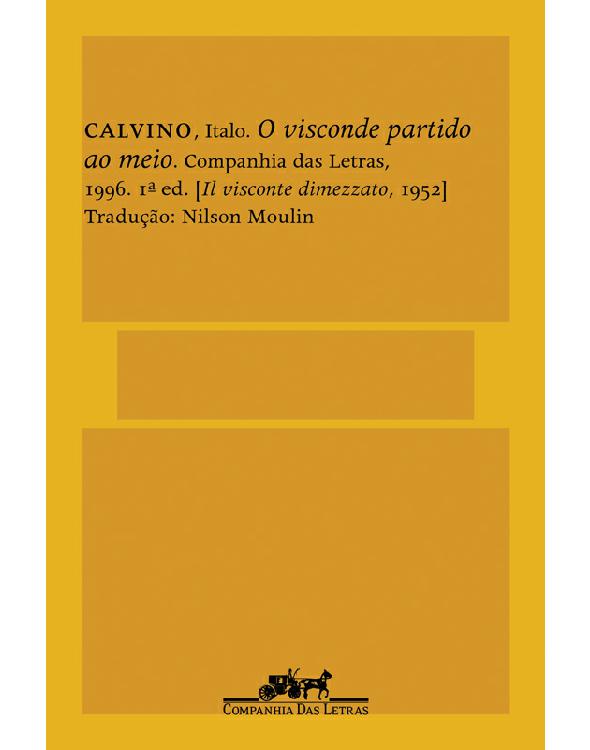 CALVINO, Italo. O visconde partido
ao meio. Companhia das Letras,
1996. 1ª ed. [Il visconte dimezzato, 1952]
Tradução: Nilson Moulin
COMPANHIA DAS LETRAS